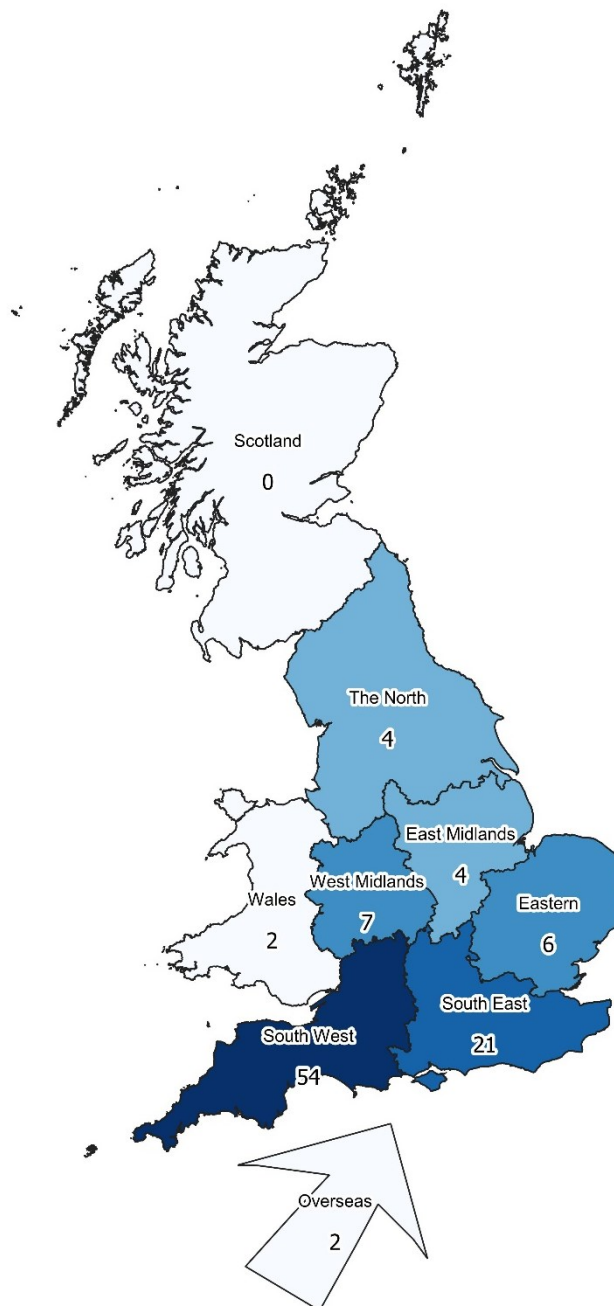 Scotland
0
The North
4
East Midlands
4
West Midlands
7
Eastern
6
Wales
2
South East
21
South West
54
Overseas
2